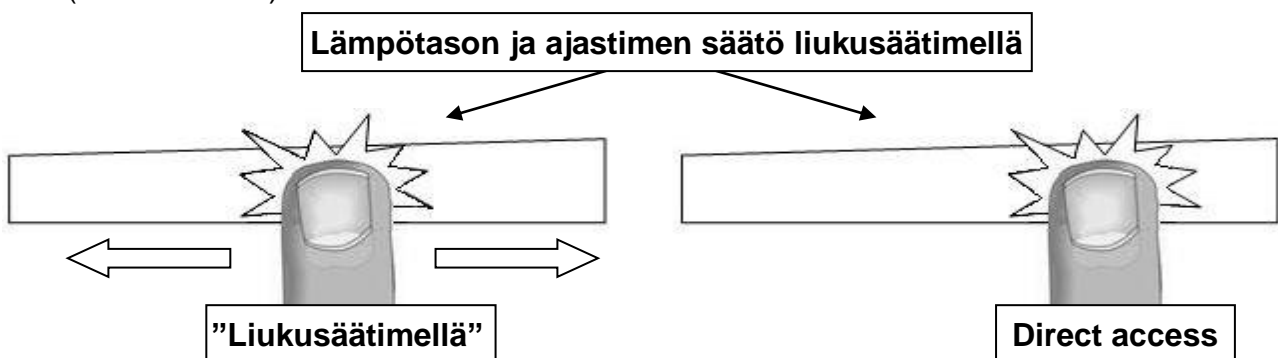 Lämpötason ja ajastimen säätö liukusäätimellä
”Liukusäätimellä”
Direct access